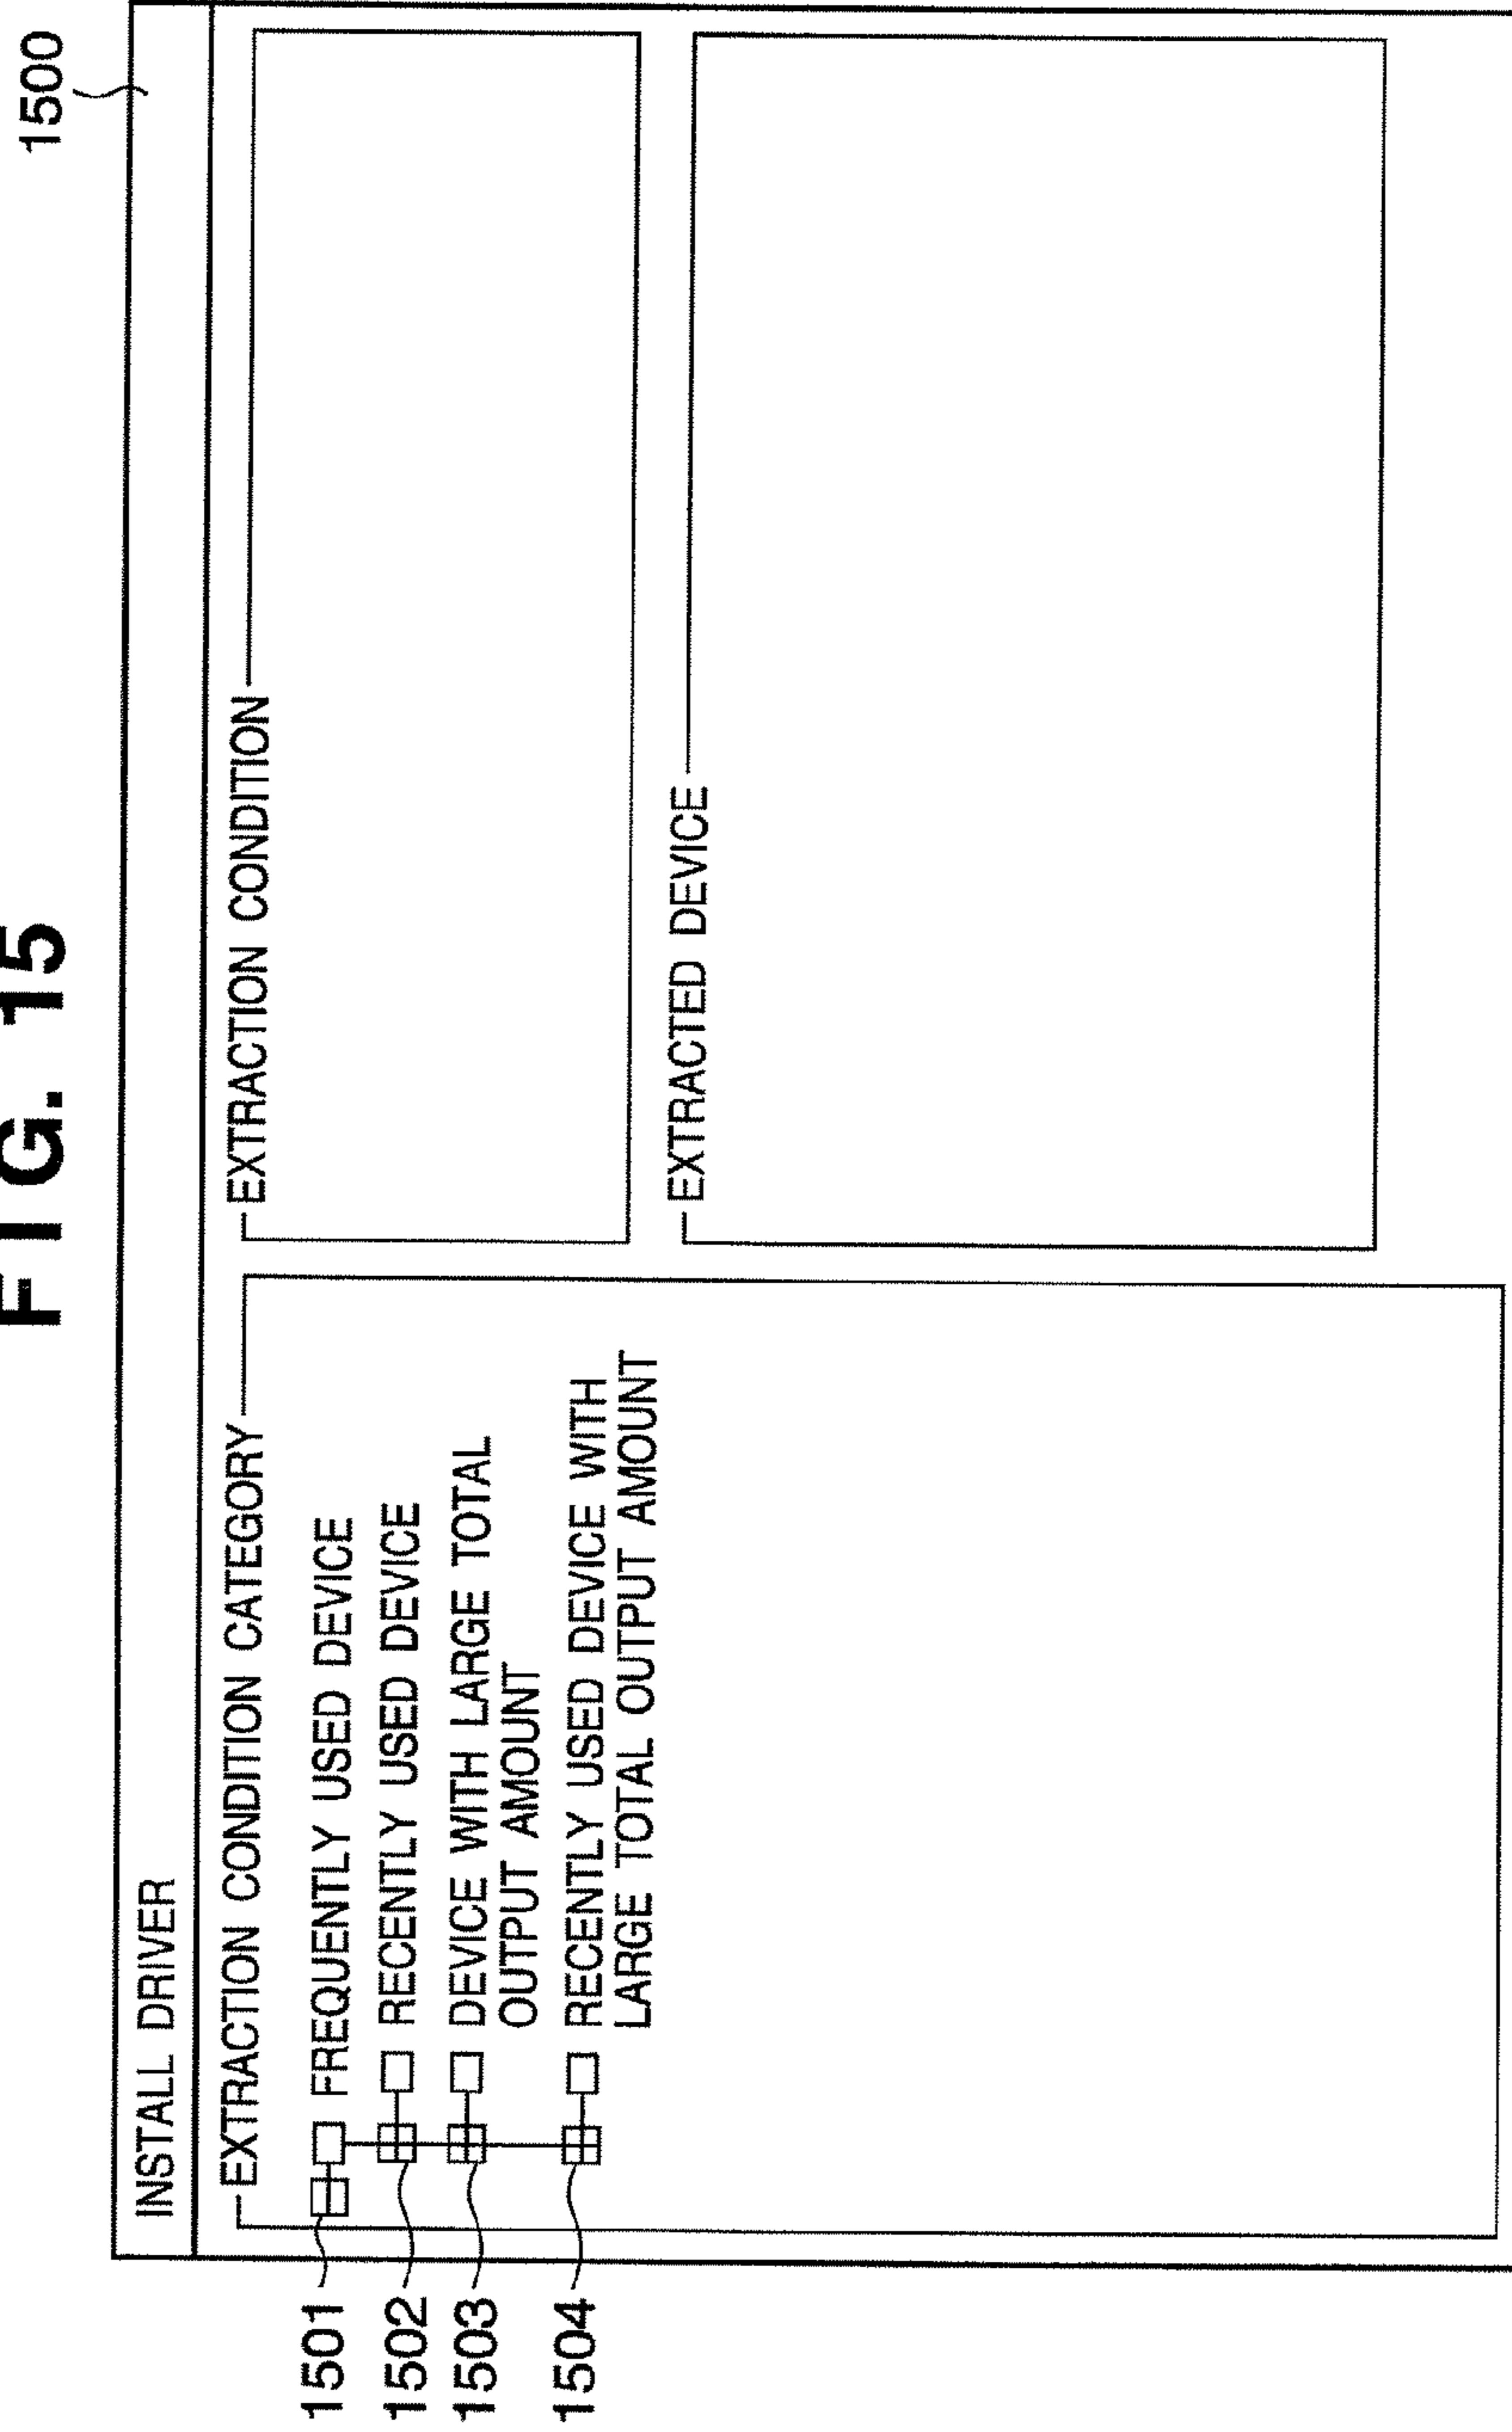 FIG. 15
1500
INSTALL DRIVER
EXTRACTION CONDITION CATEGORY
1501
FREQUENTLY USED DEVICE
1502
RECENTLY USED DEVICE
1503
DEVICE WITH LARGE TOTAL
OUTPUT AMOUNT
1504
RECENTLY USED DEVICE WITH
LARGE TOTAL OUTPUT AMOUNT
EXTRACTION CONDITION
EXTRACTED DEVICE